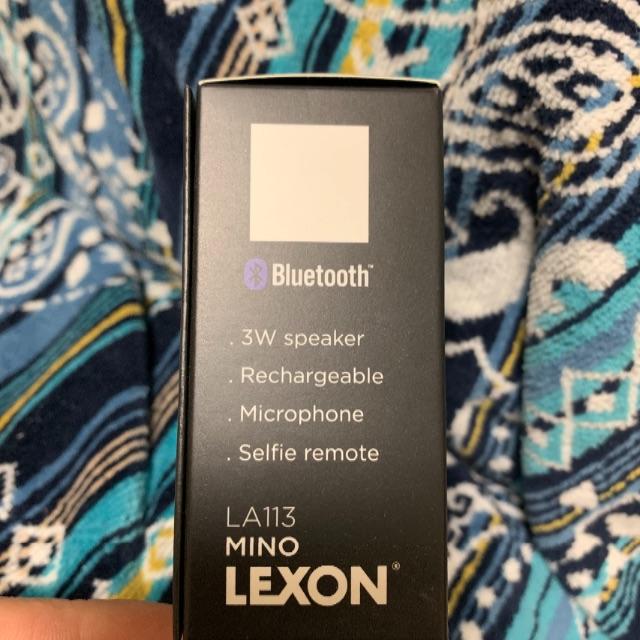 Bluetooth™
. 3W speaker
. Rechargeable
. Microphone
. Selfie remote
LA113
MINO
LEXON®